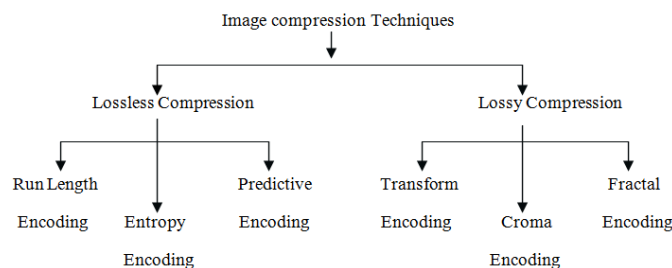 Image compression Techniques
Lossless Compression
Lossy Compression
Run Length
Encoding
Entropy
Encoding
Predictive
Encoding
Transform
Encoding
Croma
Encoding
Fractal
Encoding